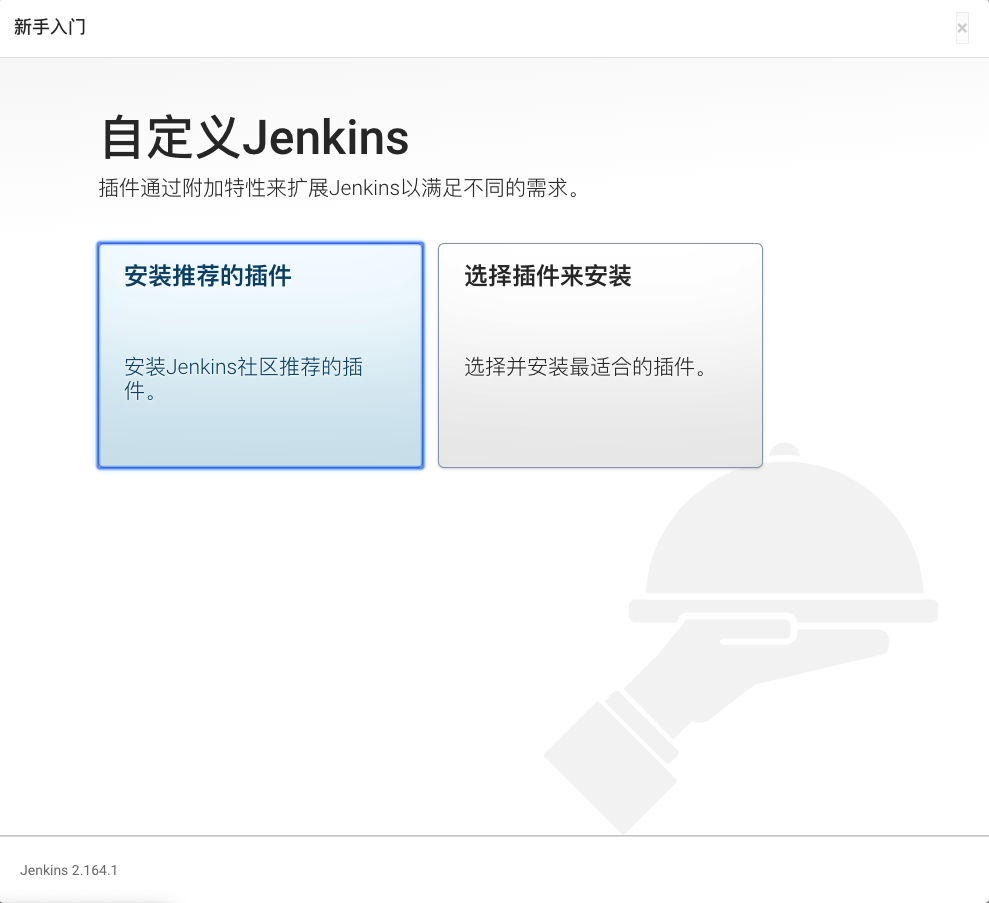 新手入门
×
自定义Jenkins
插件通过附加特性来扩展Jenkins以满足不同的需求。
安装推荐的插件
安装Jenkins社区推荐的插
件。
选择插件来安装
选择并安装最适合的插件。
Jenkins 2.164.1